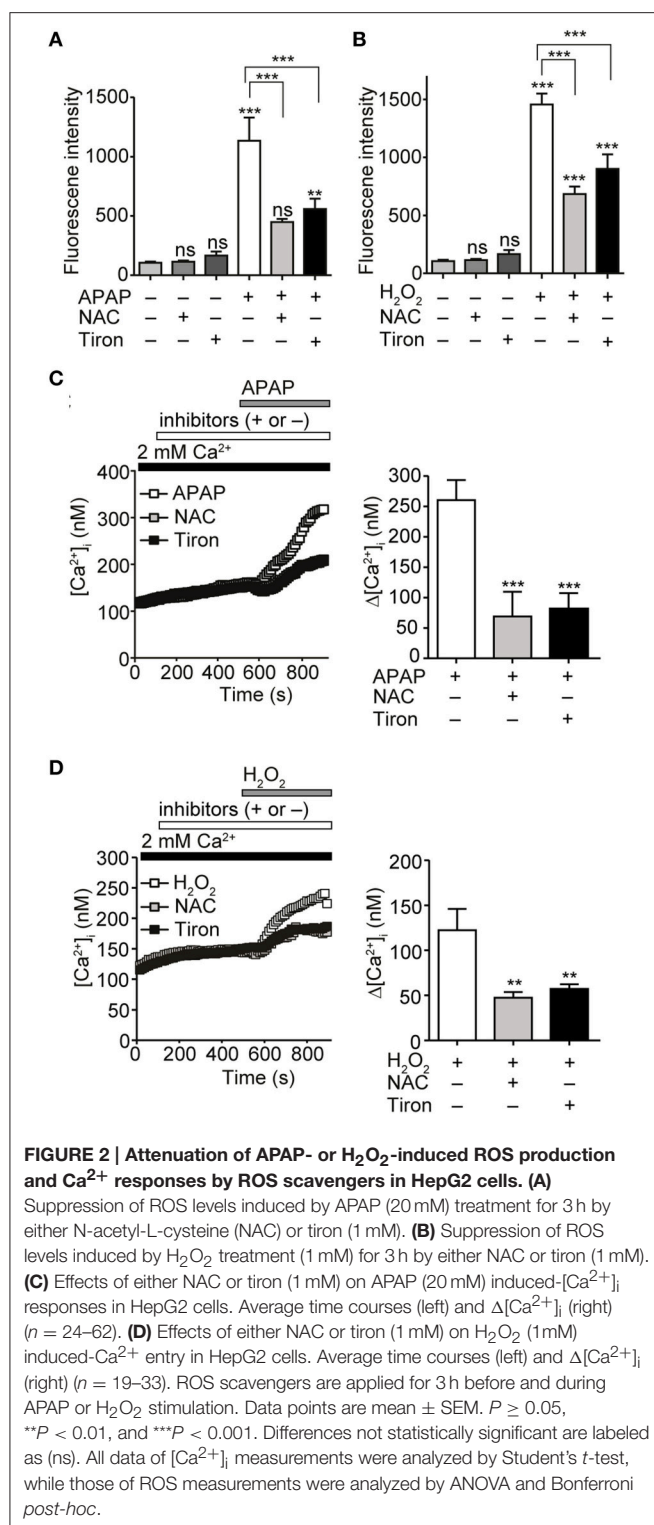 A
***
***
Fluorescene intensity
1500
1000
500
0
ns
ns
***
ns
**
APAP – – – + + +
NAC – + – – + –
Tiron – – + – – +
B
***
***
Fluorescene intensity
1500
1000
500
0
ns
ns
***
***
***
H2O2 – – – + + +
NAC – + – – + –
Tiron – – + – – +
C
APAP
inhibitors (+ or –)
2 mM Ca2+
[Ca2+]i (nM)
400
300
200
100
0
APAP
NAC
Tiron
0 200 400 600 800
Time (s)
Δ[Ca2+]i (nM)
300
250
200
150
100
50
0
***
***
APAP + + +
NAC – + –
Tiron – – +
D
H2O2
inhibitors (+ or –)
2 mM Ca2+
[Ca2+]i (nM)
300
250
200
150
100
50
0
H2O2
NAC
Tiron
0 200 400 600 800
Time (s)
Δ[Ca2+]i (nM)
200
150
100
50
0
**
**
H2O2 + + +
NAC – + –
Tiron – – +
FIGURE 2 | Attenuation of APAP- or H2O2-induced ROS production
and Ca2+ responses by ROS scavengers in HepG2 cells. (A)
Suppression of ROS levels induced by APAP (20 mM) treatment for 3 h by
either N-acetyl-L-cysteine (NAC) or tiron (1 mM). (B) Suppression of ROS
levels induced by H2O2 treatment (1 mM) for 3 h by either NAC or tiron (1 mM).
(C) Effects of either NAC or tiron (1 mM) on APAP (20 mM) induced-[Ca2+]i
responses in HepG2 cells. Average time courses (left) and Δ[Ca2+]i (right)
(n = 24–62). (D) Effects of either NAC or tiron (1 mM) on H2O2 (1mM)
induced-Ca2+ entry in HepG2 cells. Average time courses (left) and Δ[Ca2+]i
(right) (n = 19–33). ROS scavengers are applied for 3 h before and during
APAP or H2O2 stimulation. Data points are mean ± SEM. P ≥ 0.05,
**P < 0.01, and ***P < 0.001. Differences not statistically significant are labeled
as (ns). All data of [Ca2+]i measurements were analyzed by Student's t-test,
while those of ROS measurements were analyzed by ANOVA and Bonferroni
post-hoc.